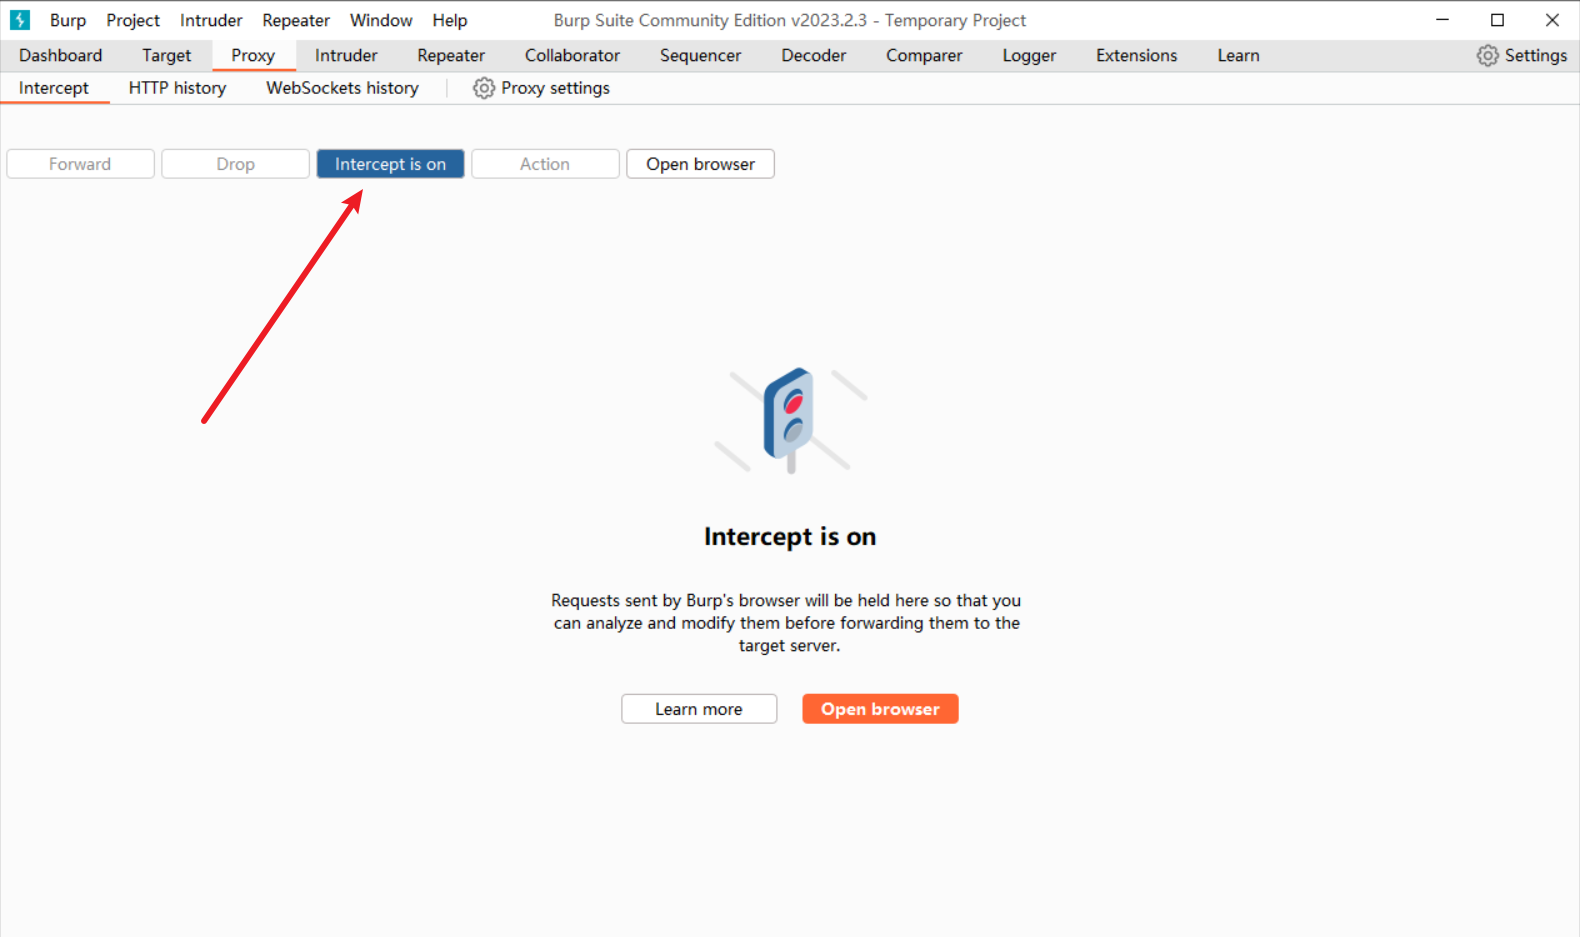 Burp Project Intruder Repeater Window Help Burp Suite Community Edition v2023.2.3 - Temporary Project
Dashboard Target Proxy Intruder Repeater Collaborator Sequencer Decoder Comparer Logger Extensions Learn Settings
Intercept HTTP history WebSockets history Proxy settings
Forward Drop Intercept is on Action Open browser
Intercept is on
Requests sent by Burp's browser will be held here so that you
can analyze and modify them before forwarding them to the
target server.
Learn more Open browser